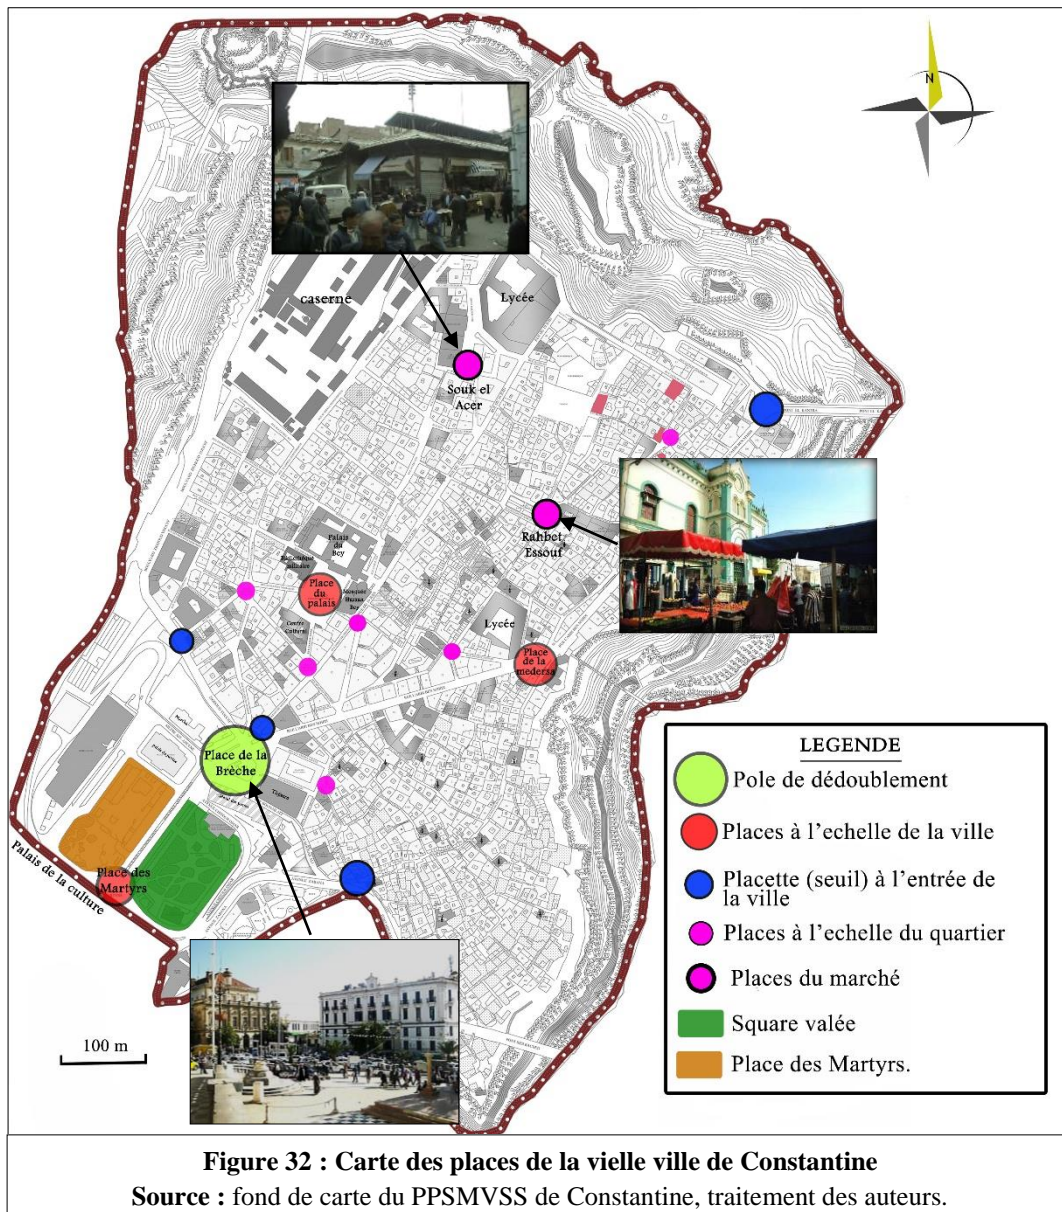 N
caserne
Lycée
Souk el
Acer
Rahbet
Essouf
Palais
du
Bey
Place
du
palais
Lycée
Place
de la
medersa
Place de la
Brèche
Place des
Martyrs
Palais de la culture
100 m
LEGENDE
Pole de dédoublement
Places à l'echelle de la ville
Placette (seuil) à l'entrée de
la ville
Places à l'echelle du quartier
Places du marché
Square valée
Place des Martyrs.
Figure 32 : Carte des places de la vielle ville de Constantine
Source : fond de carte du PPSMVSS de Constantine, traitement des auteurs.